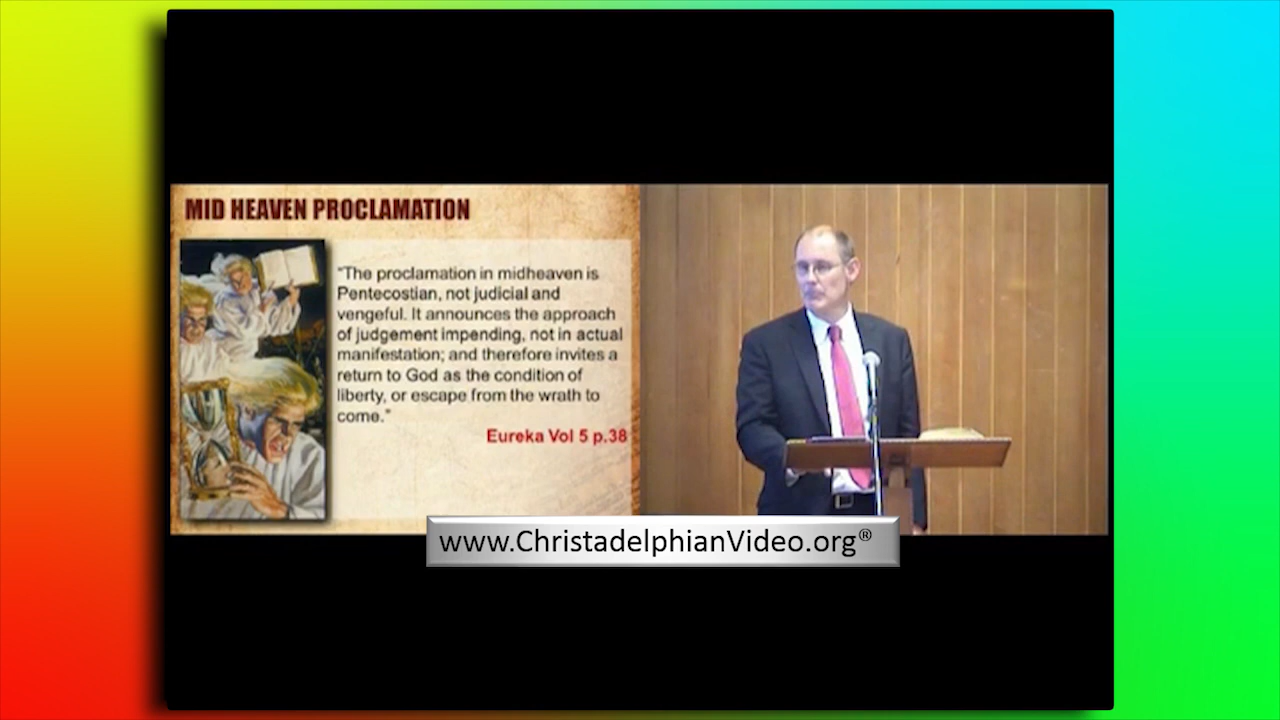 MID HEAVEN PROCLAMATION
"The proclamation in midheaven is
Pentecostian, not judicial and
vengeful. It announces the approach
of judgement impending, not in actual
manifestation; and therefore invites a
return to God as the condition of
liberty, or escape from the wrath to
come."
Eureka Vol 5 p.38
www.ChristadelphianVideo.org®